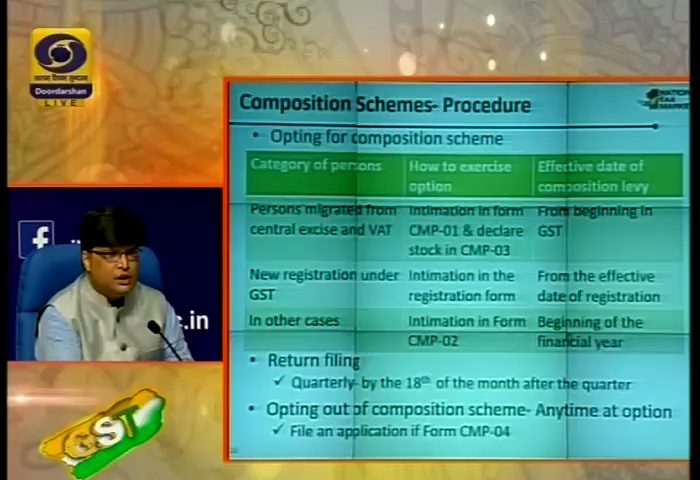 Doordarshan
LIVE
f
c.in
GST
Composition Schemes- Procedure
NATION
TAX
MARKET
• Opting for composition scheme
Category of persons
How to exercise
option
Effective date of
composition levy
Persons migrated from
central excise and VAT
Intimation in form
CMP-01 & declare
stock in CMP-03
From beginning in
GST
New registration under
GST
Intimation in the
registration form
From the effective
date of registration
In other cases
Intimation in Form
CMP-02
Beginning of the
financial year
• Return filing
✓ Quarterly- by the 18th of the month after the quarter
• Opting out of composition scheme- Anytime at option
✓ File an application if Form CMP-04